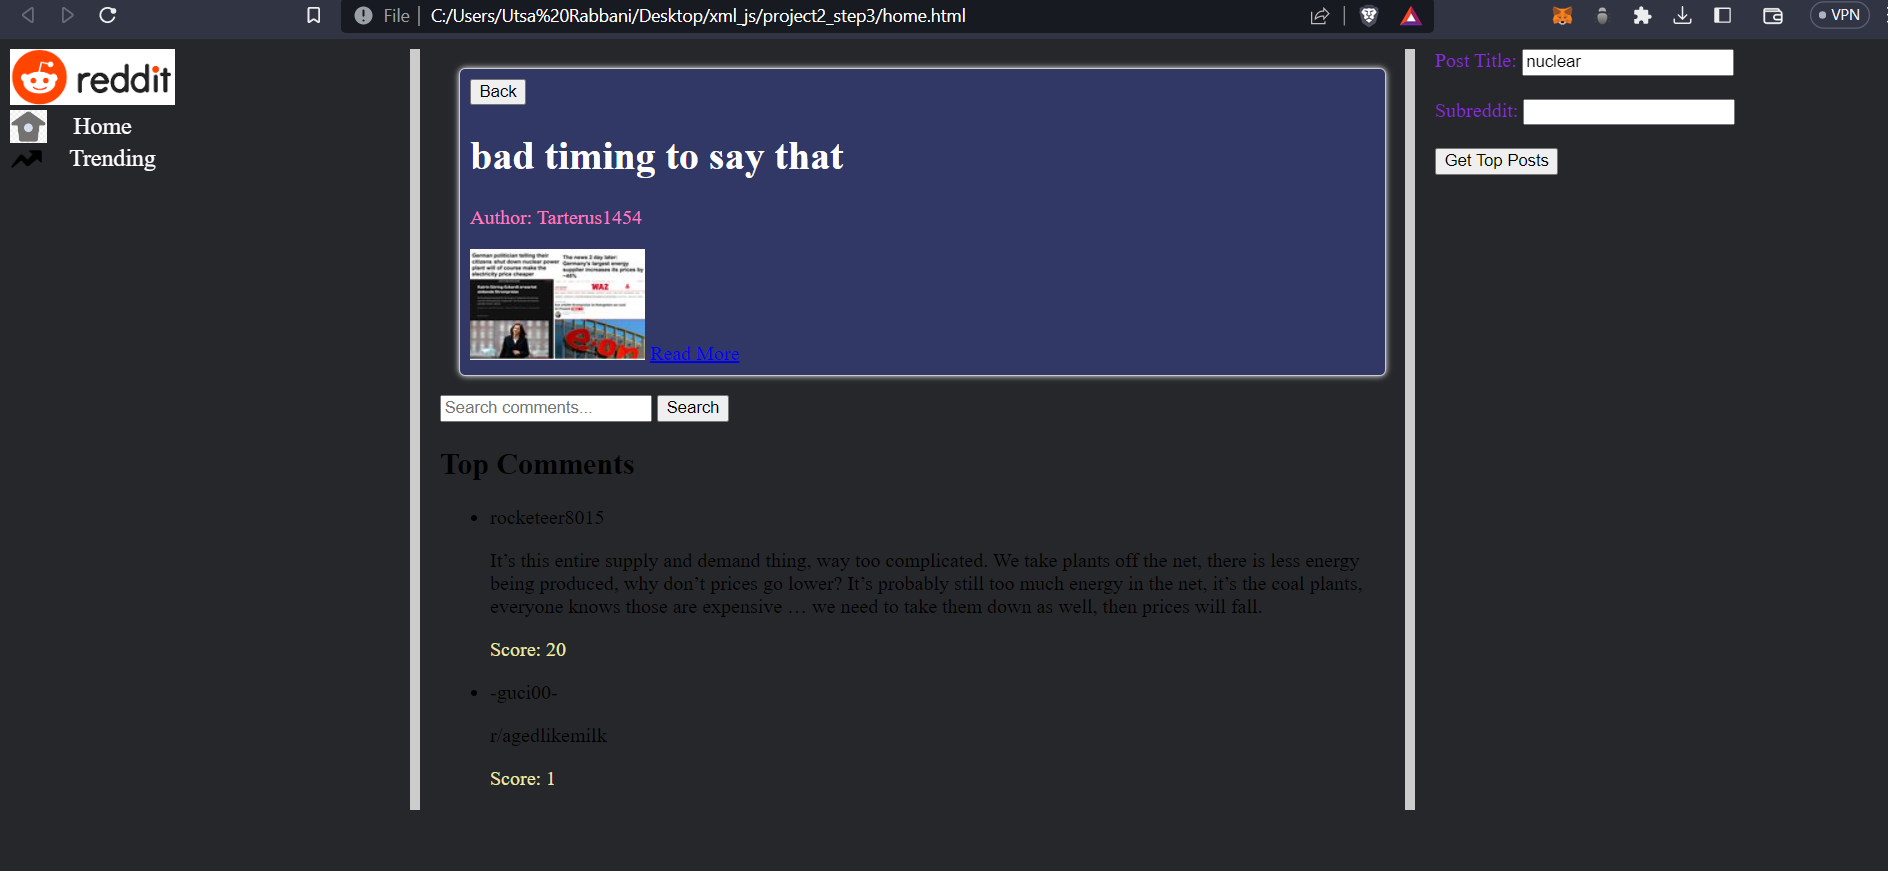 File
C:/Users/Utsa%20Rabbani/Desktop/xml_js/project2_step3/home.html
VPN
reddit
Home
Trending
Back
bad timing to say that
Author: Tarterus1454
German politician telling their
citizens: shut down nuclear power
plant will of course make the
electricity price cheaper
The news 2 day later:
Germany's largest energy
supplier increases its prices by
~45%
WAZ
e.on
Read More
Search comments...
Search
Top Comments
rocketeer8015
It’s this entire supply and demand thing, way too complicated. We take plants off the net, there is less energy
being produced, why don’t prices go lower? It’s probably still too much energy in the net, it’s the coal plants,
everyone knows those are expensive … we need to take them down as well, then prices will fall.
Score: 20
-guci00-
r/agedlikemilk
Score: 1
Post Title: nuclear
Subreddit:
Get Top Posts